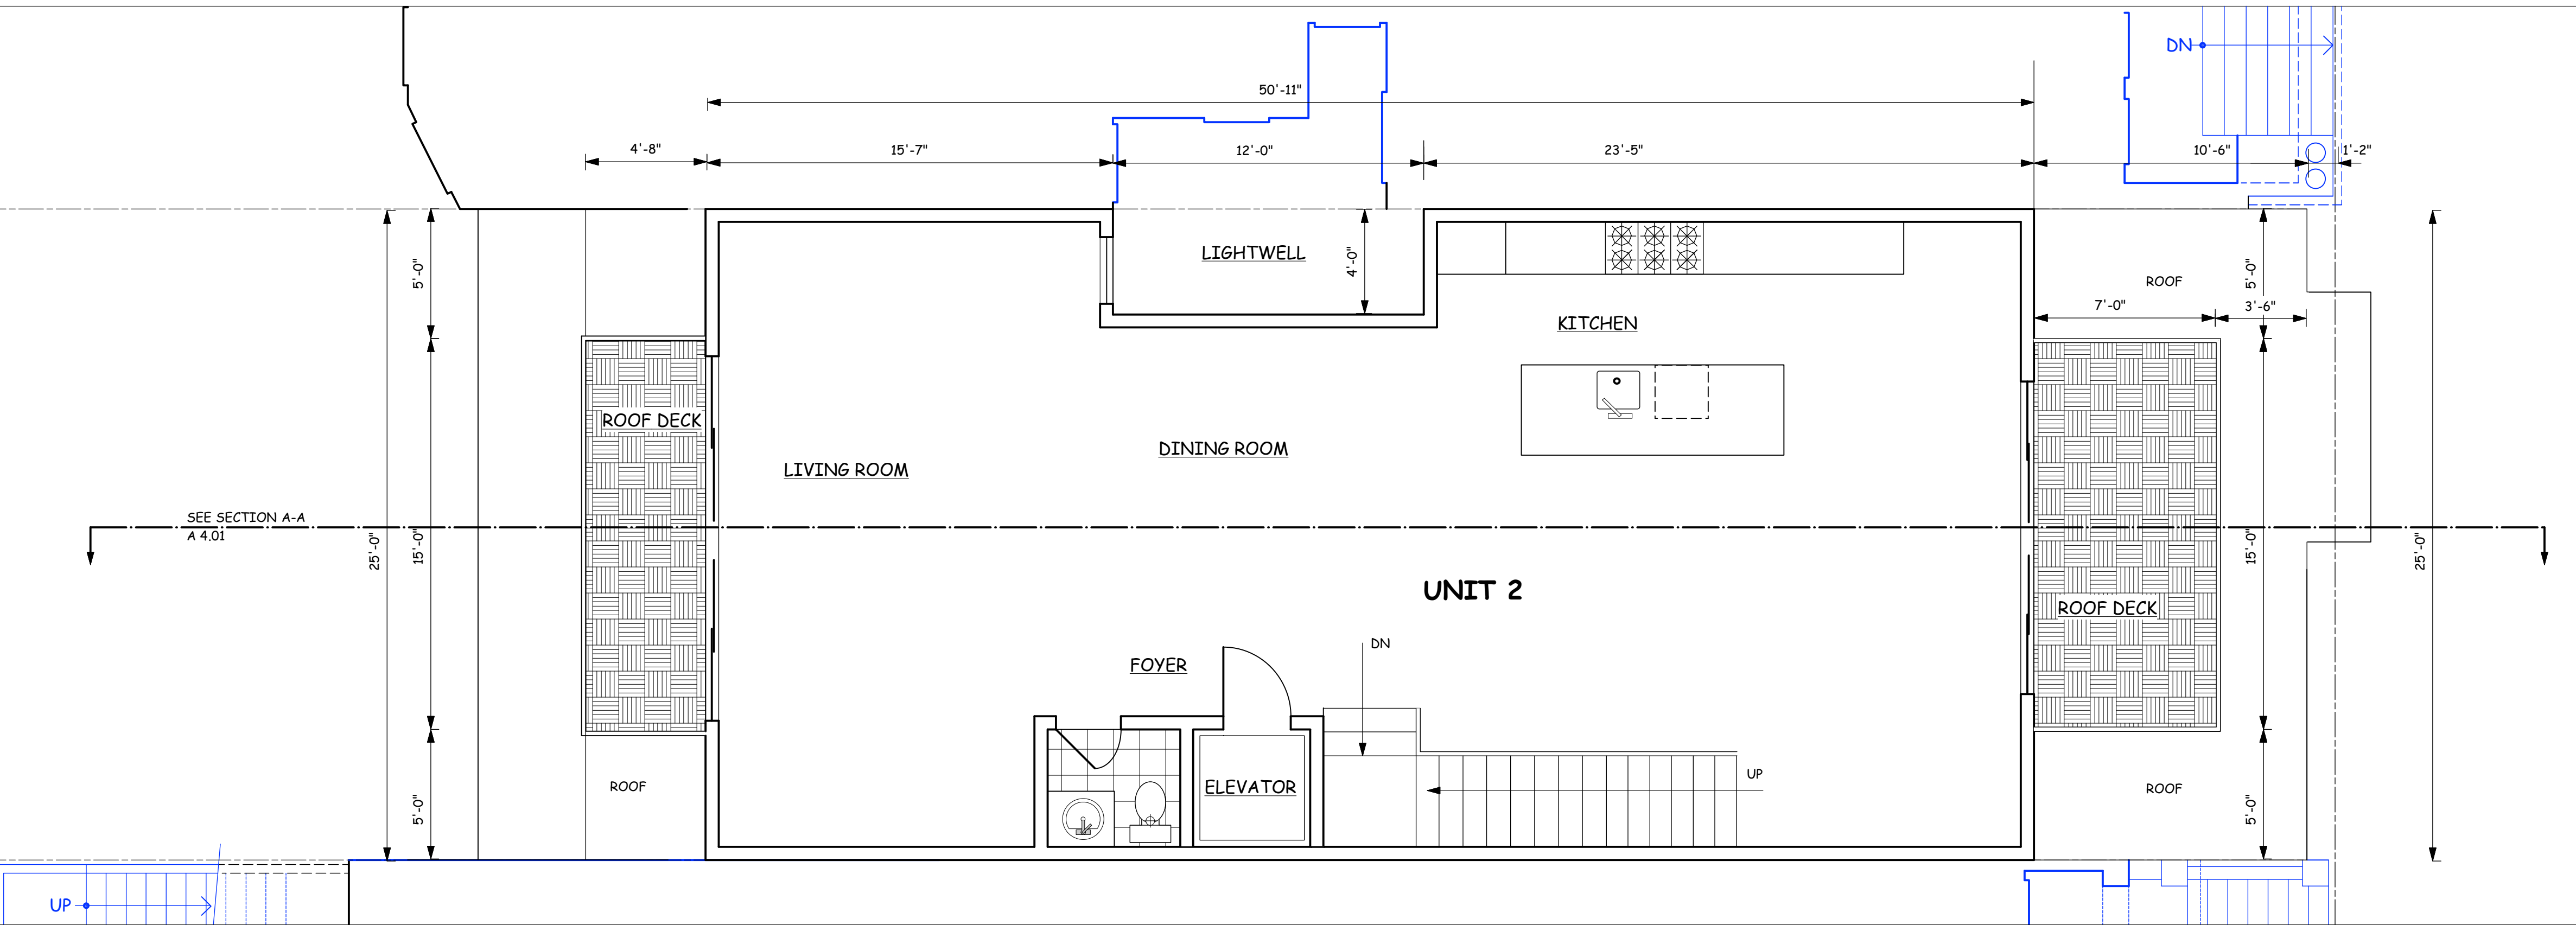 DN
50'-11"
4'-8"
15'-7"
12'-0"
23'-5"
10'-6"
1'-2"
LIGHTWELL
4'-0"
5'-0"
5'-0"
ROOF
7'-0"
3'-6"
KITCHEN
ROOF DECK
DINING ROOM
LIVING ROOM
SEE SECTION A-A
A 4.01
25'-0"
15'-0"
15'-0"
25'-0"
UNIT 2
ROOF DECK
DN
FOYER
UP
ROOF
ELEVATOR
ROOF
5'-0"
5'-0"
UP